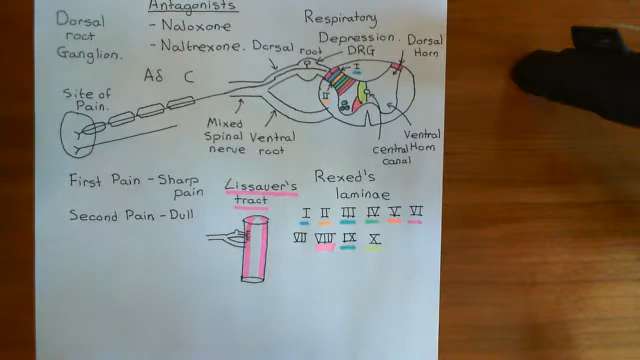 Antagonists
- Naloxone
- Naltrexone.
Dorsal
root
Ganglion.
Respiratory
Depression.
Dorsal root
DRG
Dorsal
Horn
Aδ C
Site of
Pain.
I
II
Mixed
Spinal
nerve
Ventral
root
Ventral
Horn
Central
canal
First Pain - Sharp
pain
Second Pain - Dull
Lissauer's
tract
Rexed's
laminae
I II III IV V VI
VII VIII IX X